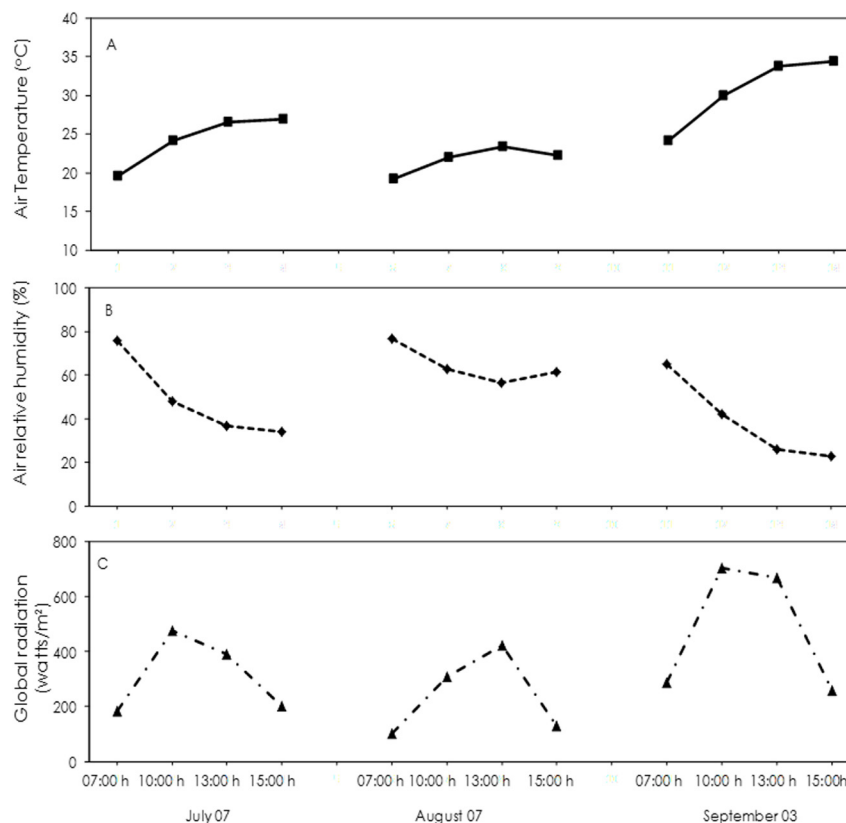 40
A
35
30
25
20
15
10
Air Temperature (°C)
100
B
80
60
40
20
0
Air relative humidity (%)
800
C
600
400
200
0
Global radiation
(watts/m²)
07:00 h 10:00 h 13:00 h 15:00 h 07:00 h 10:00 h 13:00 h 15:00 h 07:00 h 10:00 h 13:00 h 15:00h
July 07 August 07 September 03